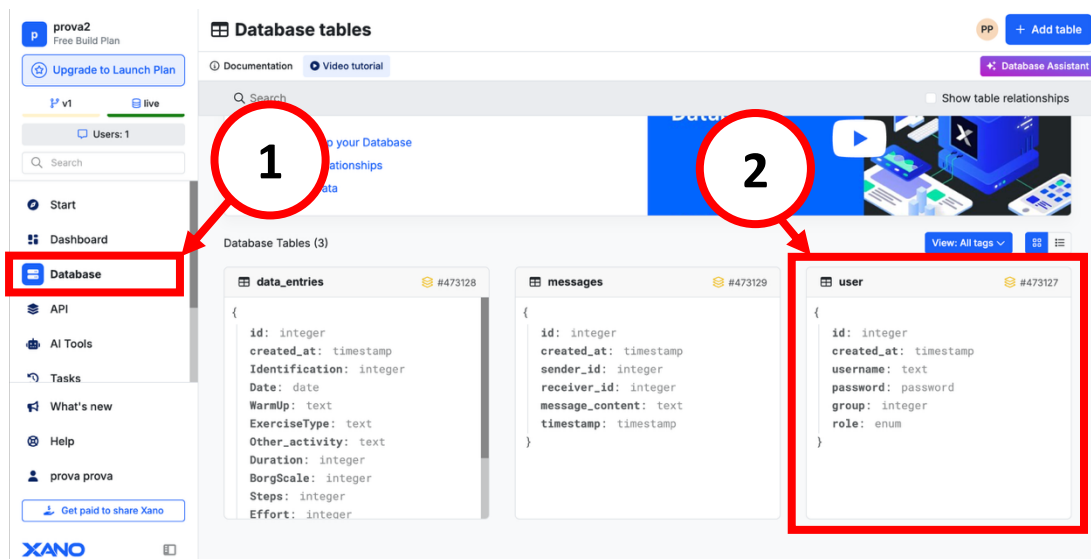 p
prova2
Free Build Plan
Upgrade to Launch Plan
v1
live
Users: 1
Search
Start
Dashboard
Database
API
AI Tools
Tasks
What's new
Help
prova prova
Get paid to share Xano
XANO
Database tables
PP
+ Add table
Documentation
Video tutorial
Database Assistant
Search
Show table relationships
your Database
Data
1
2
X
Database Tables (3)
View: All tags
data_entries
#473128
{
id: integer
created_at: timestamp
Identification: integer
Date: date
WarmUp: text
ExerciseType: text
Other_activity: text
Duration: integer
BorgScale: integer
Steps: integer
Effort: integer
messages
#473129
{
id: integer
created_at: timestamp
sender_id: integer
receiver_id: integer
message_content: text
timestamp: timestamp
}
user
#473127
{
id: integer
created_at: timestamp
username: text
password: password
group: integer
role: enum
}